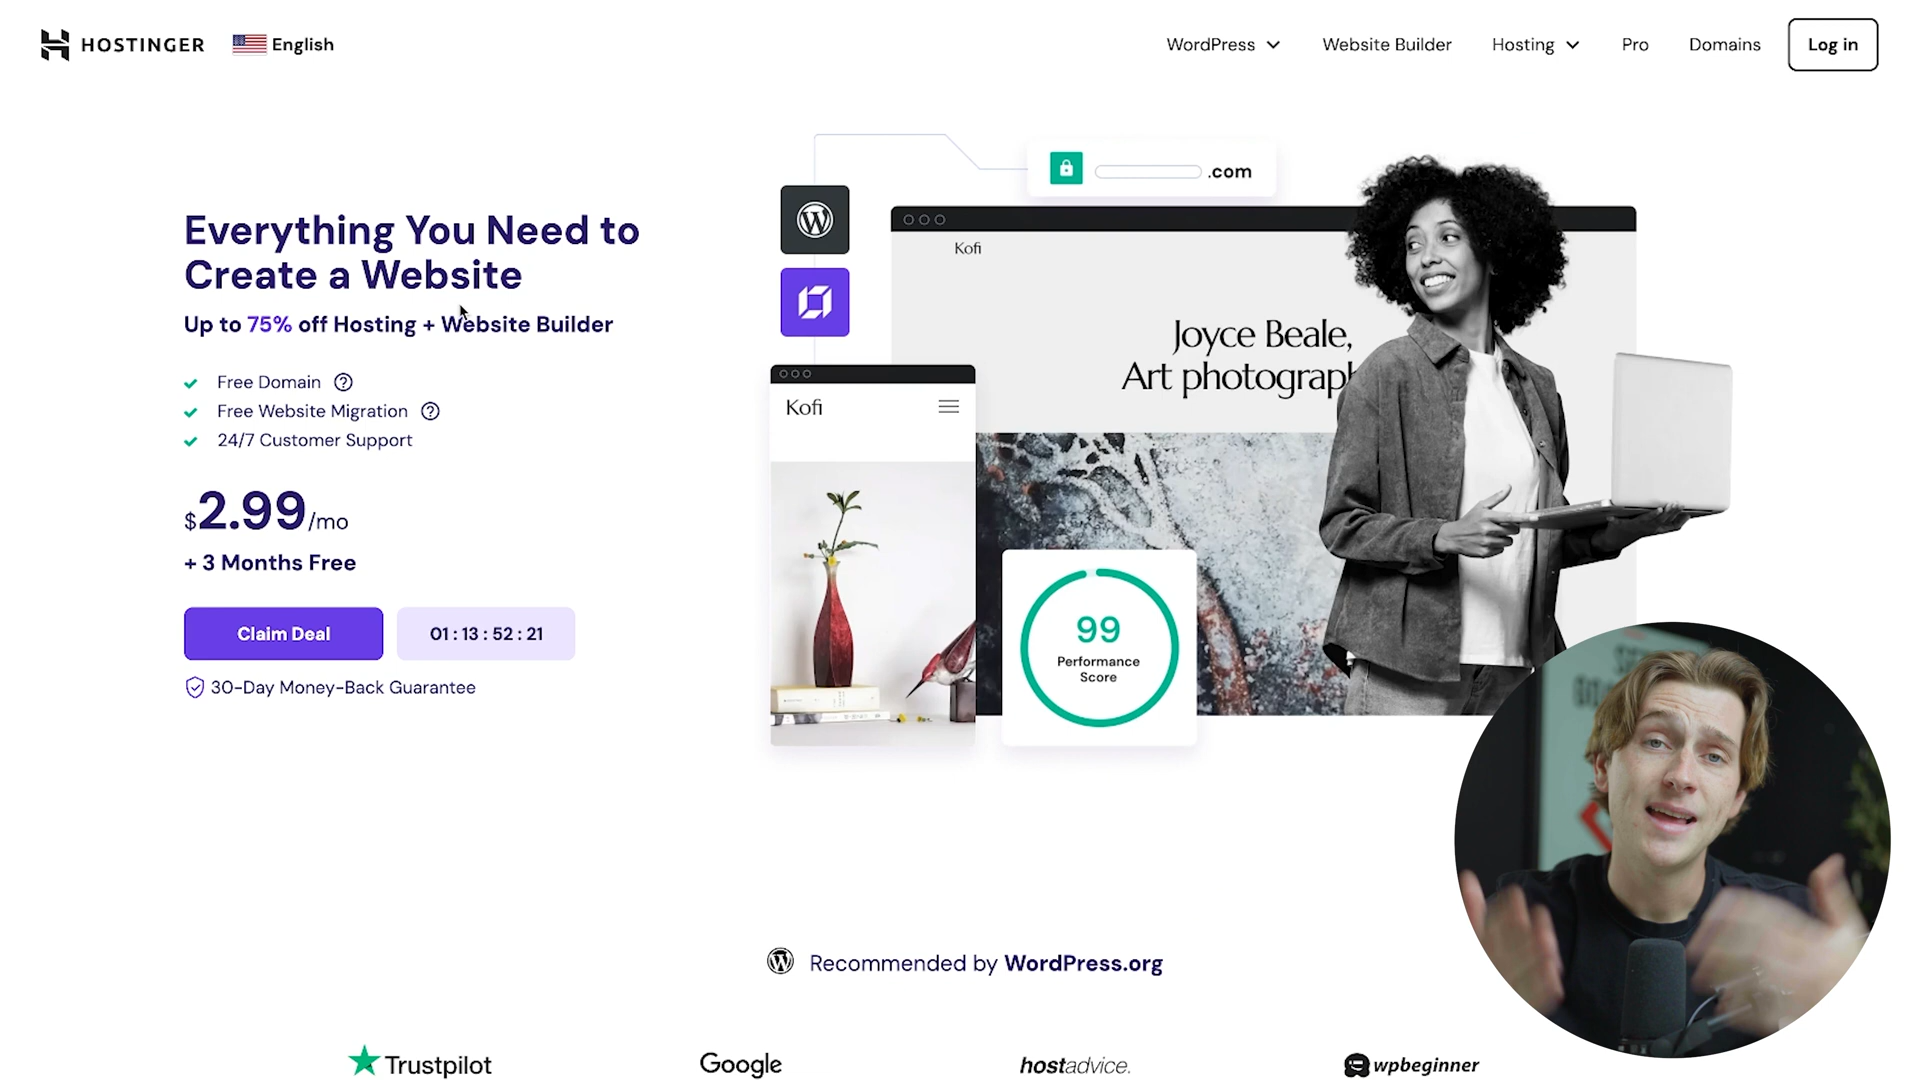 HOSTINGER English
WordPress Website Builder Hosting Pro Domains Log in
Everything You Need to
Create a Website
Up to 75% off Hosting + Website Builder
Free Domain ?
Free Website Migration ?
24/7 Customer Support
$2.99/mo
+ 3 Months Free
Claim Deal 01 : 13 : 52 : 21
30-Day Money-Back Guarantee
.com
Kofi
Joyce Beale,
Art photograph
Kofi
99
Performance
Score
Recommended by WordPress.org
Trustpilot Google hostadvice. wpbeginner